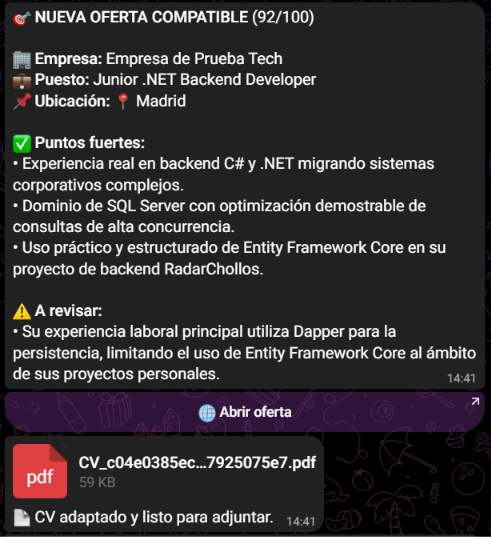 🎯 NUEVA OFERTA COMPATIBLE (92/100)
🏢 Empresa: Empresa de Prueba Tech
💼 Puesto: Junior .NET Backend Developer
📌 Ubicación: 📍 Madrid
✅ Puntos fuertes:
• Experiencia real en backend C# y .NET migrando sistemas
corporativos complejos.
• Dominio de SQL Server con optimización demostrable de
consultas de alta concurrencia.
• Uso práctico y estructurado de Entity Framework Core en su
proyecto de backend RadarChollos.
⚠️ A revisar:
• Su experiencia laboral principal utiliza Dapper para la
persistencia, limitando el uso de Entity Framework Core al ámbito
de sus proyectos personales.
14:41
🌐 Abrir oferta
pdf
CV_c04e0385ec...7925075e7.pdf
59 KB
📄 CV adaptado y listo para adjuntar.
14:41